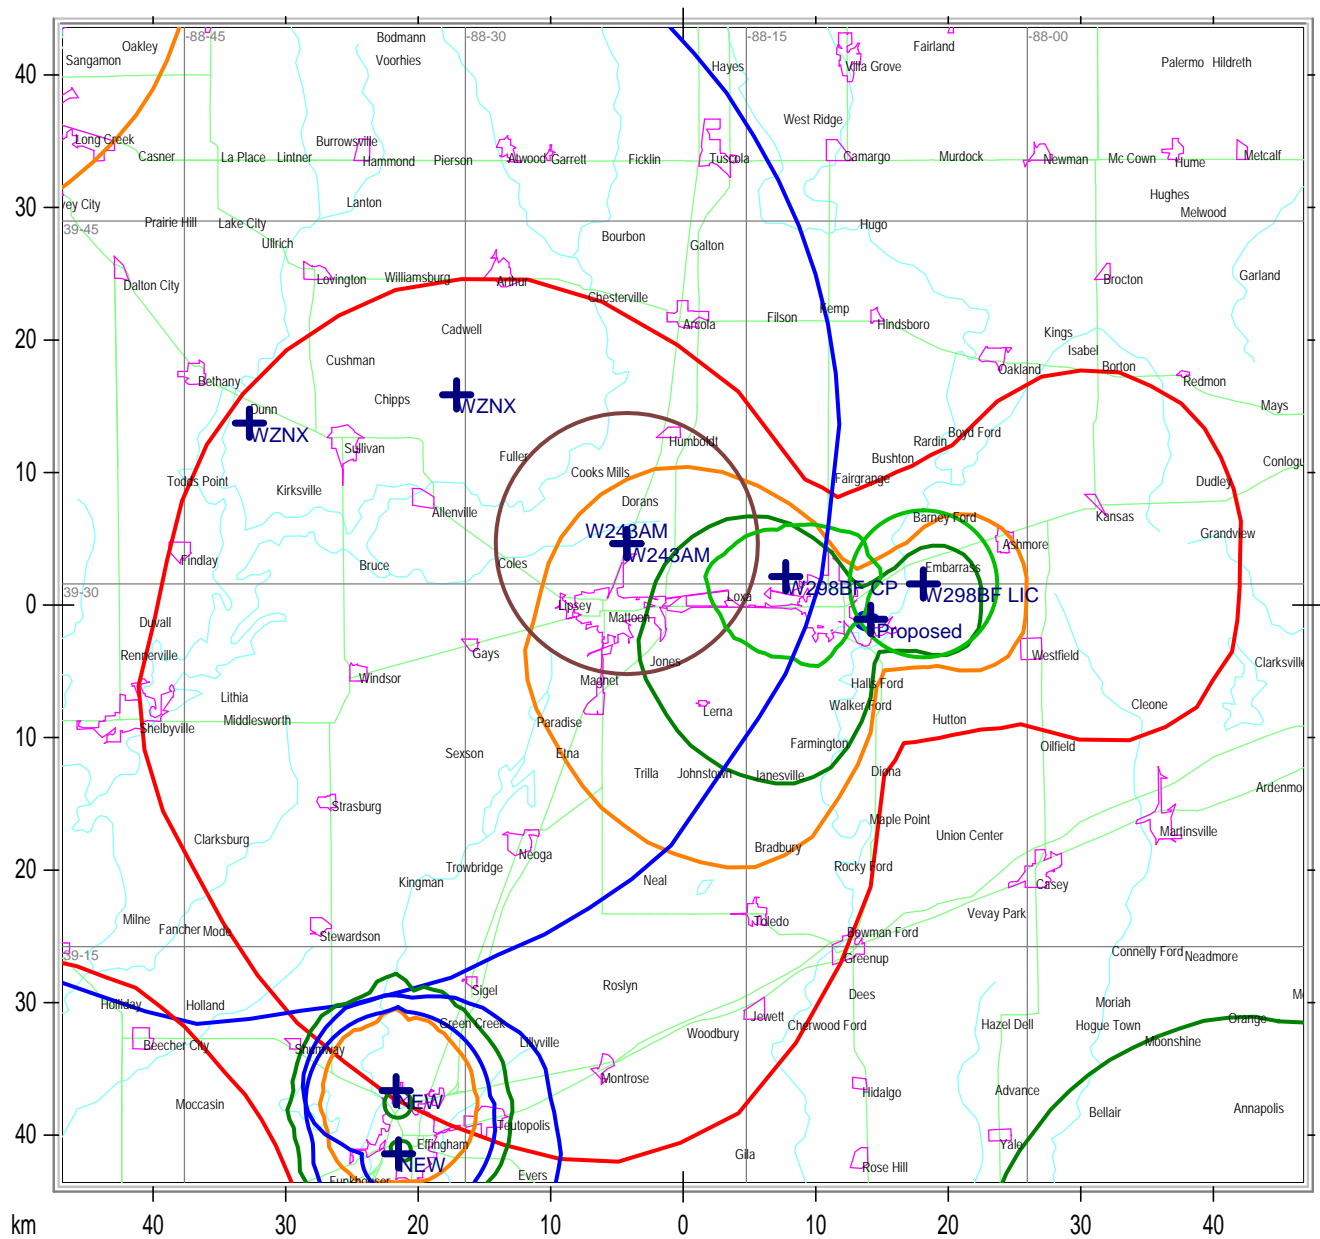 Oakley
-88-45
Bodmann
-88-30
-88-15
Fairland
-88-00
Sangamon
Voorhies
Hayes
Villa Grove
Palermo Hildreth
40
West Ridge
Long Creek
Casner
La Place
Lintner
Burrowsville
Hammond
Pierson
Atwood
Garrett
Ficklin
Tuscola
Camargo
Murdock
Newman
Mc Cown
Hume
Metcalf
Hughes
vey City
Lanton
Melwood
30
Prairie Hill
Lake City
39-45
Ullrich
Bourbon
Galton
Hugo
Dalton City
Lovington
Williamsburg
Arthur
Chesterville
Brocton
Garland
Kemp
Arcola
Filson
Hindsboro
Cadwell
Kings
20
Cushman
Isabel
Bethany
Oakland
Borton
Redmon
Chipps
WZNX
Dunn
WZNX
Mays
Sullivan
Humboldt
Rardin
Boyd Ford
Fuller
Bushton
Conlogu
10
Todds Point
Kirksville
Cooks Mills
Fairgrange
Dudley
Allenville
Dorans
Barney Ford
Kansas
W243AM
Grandview
Findlay
Bruce
Coles
W243AM
Ashmore
Embarrass
39-30
W298BF CP
W298BF LIC
0
Lipsey
Loxa
Duvall
Mattoon
Proposed
Rennerville
Gays
Jones
Westfield
Clarksville
Windsor
Magnet
Halls Ford
Lithia
Lerna
Walker Ford
Cleone
Shelbyville
Middlesworth
Paradise
Hutton
10
Sexson
Etna
Farmington
Oilfield
Trilla
Johnstown
Janesville
Diona
Ardenmo
Strasburg
Maple Point
Clarksburg
Union Center
Martinsville
Neoga
Bradbury
20
Trowbridge
Rocky Ford
Kingman
Neal
Casey
Milne
Fancher
Mode
Stewardson
Toledo
Vevay Park
Bowman Ford
39-15
Greenup
Connelly Ford
Neadmore
30
Holliday
Holland
Sigel
Roslyn
Dees
Moriah
Jewett
Cherwood Ford
Hazel Dell
Hogue Town
Orange
Beecher City
Shumway
Green Creek
Lillyville
Woodbury
Moonshine
Montrose
Hidalgo
Advance
Moccasin
NEW
Bellair
Annapolis
40
Effingham
Teutopolis
Gila
Yale
NEW
Rose Hill
Funkhouser
Evers
km
40
30
20
10
0
10
20
30
40